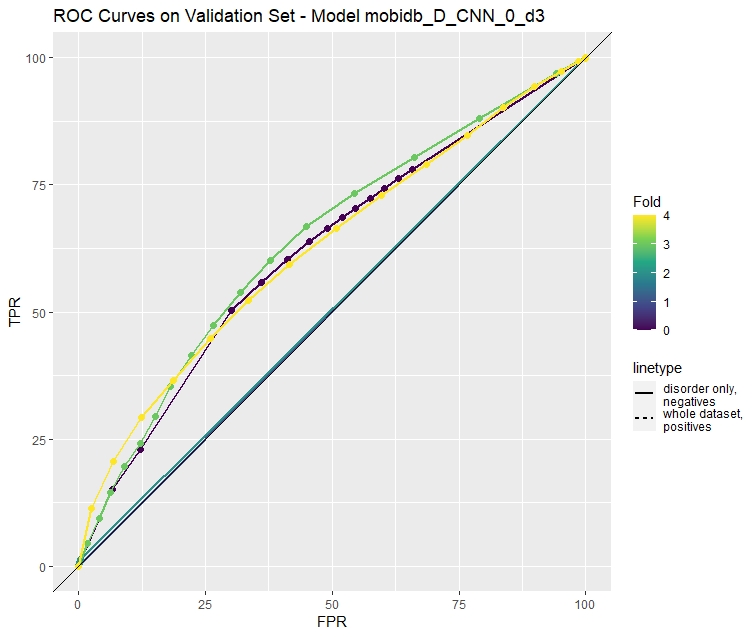 ROC Curves on Validation Set - Model mobidb_D_CNN_0_d3
TPR
100
75
50
25
0
0
25
50
75
100
FPR
Fold
4
3
2
1
0
linetype
disorder only,
negatives
whole dataset,
positives